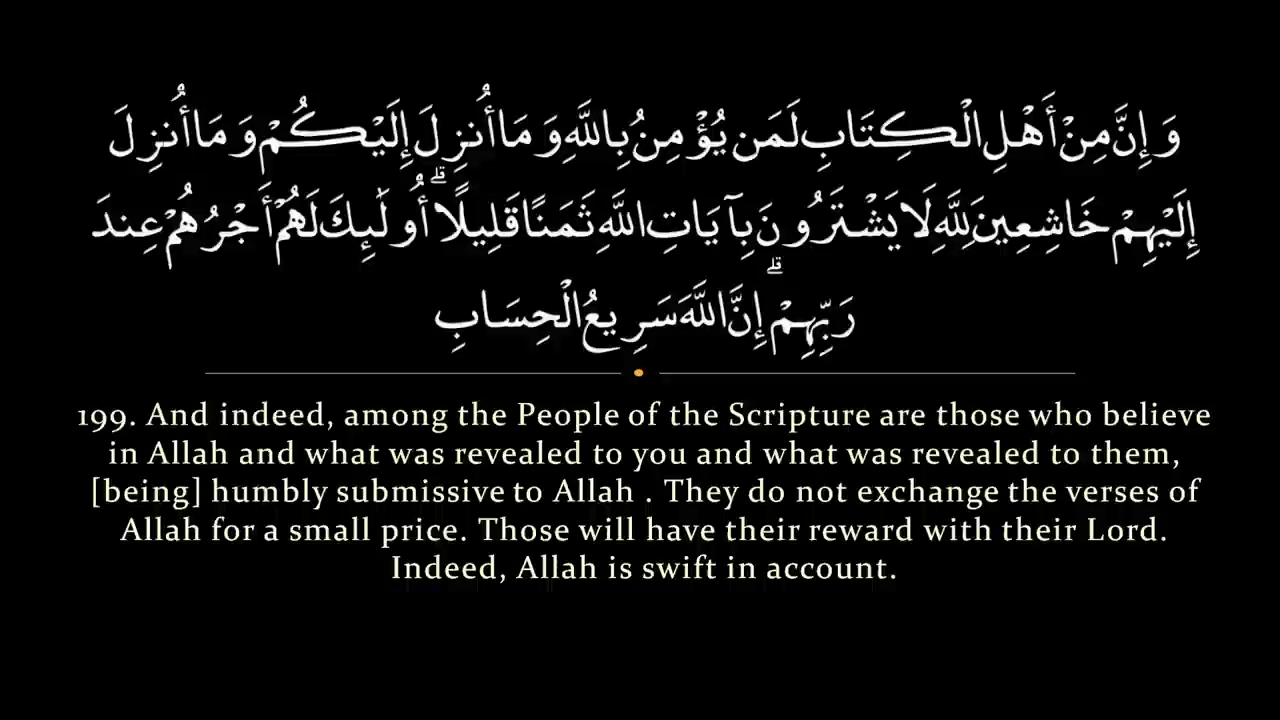 وَإِنَّ مِنْ أَهْلِ الْكِتَابِ لَمَن يُؤْمِنُ بِاللَّهِ وَمَا أُنزِلَ إِلَيْكُمْ وَمَا أُنزِلَ
إِلَيْهِمْ خَاشِعِينَ لِلَّهِ لَا يَشْتَرُونَ بِآيَاتِ اللَّهِ ثَمَنًا قَلِيلًا ۗ أُولَٰئِكَ لَهُمْ أَجْرُهُمْ عِندَ
رَبِّهِمْ ۗ إِنَّ اللَّهَ سَرِيعُ الْحِسَابِ
199. And indeed, among the People of the Scripture are those who believe
in Allah and what was revealed to you and what was revealed to them,
[being] humbly submissive to Allah . They do not exchange the verses of
Allah for a small price. Those will have their reward with their Lord.
Indeed, Allah is swift in account.